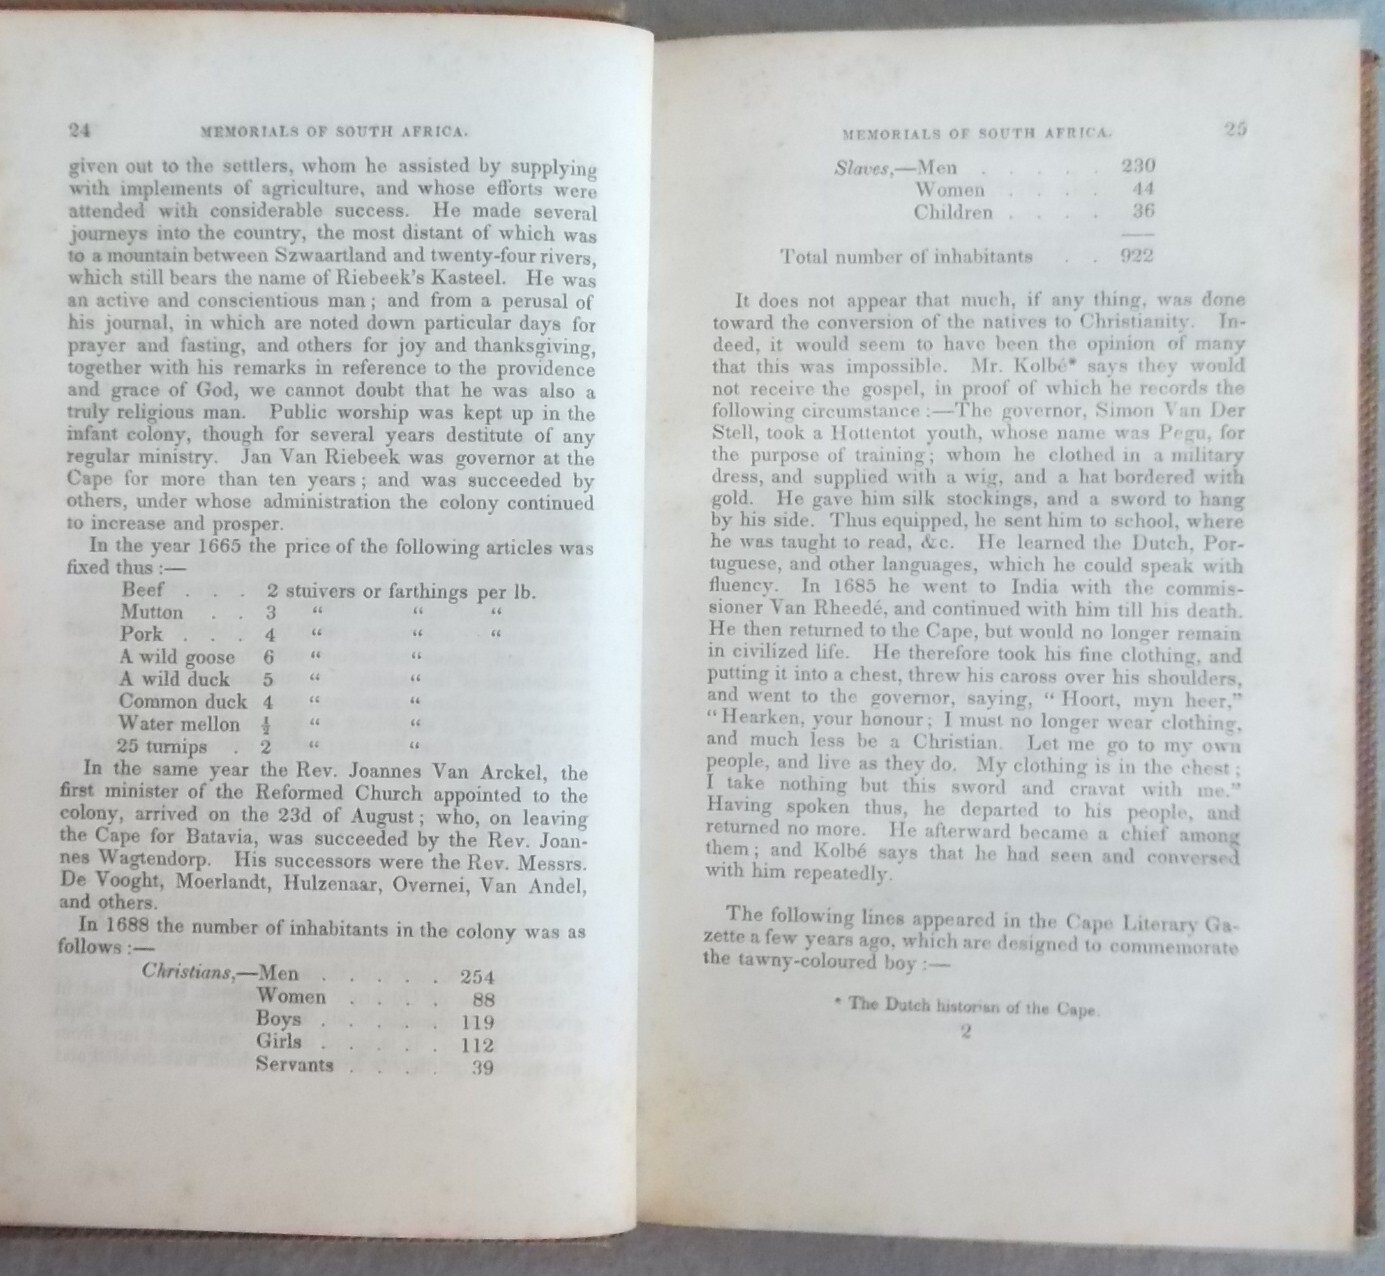 24 MEMORIALS OF SOUTH AFRICA.
given out to the settlers, whom he assisted by supplying
with implements of agriculture, and whose efforts were
attended with considerable success. He made several
journeys into the country, the most distant of which was
to a mountain between Szwaartland and twenty-four rivers,
which still bears the name of Riebeek's Kasteel. He was
an active and conscientious man; and from a perusal of
his journal, in which are noted down particular days for
prayer and fasting, and others for joy and thanksgiving,
together with his remarks in reference to the providence
and grace of God, we cannot doubt that he was also a
truly religious man. Public worship was kept up in the
infant colony, though for several years destitute of any
regular ministry. Jan Van Riebeek was governor at the
Cape for more than ten years; and was succeeded by
others, under whose administration the colony continued
to increase and prosper.
In the year 1665 the price of the following articles was
fixed thus:—
Beef . . . 2 stuivers or farthings per lb.
Mutton . . 3 “ “ “
Pork . . . 4 “ “ “
A wild goose 6 “ “
A wild duck 5 “ “
Common duck 4 “ “
Water mellon ½ “ “
25 turnips . 2 “ “
In the same year the Rev. Joannes Van Arckel, the
first minister of the Reformed Church appointed to the
colony, arrived on the 23d of August; who, on leaving
the Cape for Batavia, was succeeded by the Rev. Joan-
nes Wagtendorp. His successors were the Rev. Messrs.
De Vooght, Moerlandt, Hulzenaar, Overnei, Van Andel,
and others.
In 1688 the number of inhabitants in the colony was as
follows:—
Christians,—Men . . . . . 254
Women . . . . 88
Boys . . . . . 119
Girls . . . . . 112
Servants . . . . 39
MEMORIALS OF SOUTH AFRICA. 25
Slaves,—Men . . . . . 230
Women . . . . 44
Children . . . . 36
Total number of inhabitants . . 922
It does not appear that much, if any thing, was done
toward the conversion of the natives to Christianity. In-
deed, it would seem to have been the opinion of many
that this was impossible. Mr. Kolbé* says they would
not receive the gospel, in proof of which he records the
following circumstance:—The governor, Simon Van Der
Stell, took a Hottentot youth, whose name was Pegu, for
the purpose of training; whom he clothed in a military
dress, and supplied with a wig, and a hat bordered with
gold. He gave him silk stockings, and a sword to hang
by his side. Thus equipped, he sent him to school, where
he was taught to read, &c. He learned the Dutch, Por-
tuguese, and other languages, which he could speak with
fluency. In 1685 he went to India with the commis-
sioner Van Rheedé, and continued with him till his death.
He then returned to the Cape, but would no longer remain
in civilized life. He therefore took his fine clothing, and
putting it into a chest, threw his caross over his shoulders,
and went to the governor, saying, “Hoort, myn heer,”
“Hearken, your honour; I must no longer wear clothing,
and much less be a Christian. Let me go to my own
people, and live as they do. My clothing is in the chest;
I take nothing but this sword and cravat with me.”
Having spoken thus, he departed to his people, and
returned no more. He afterward became a chief among
them; and Kolbé says that he had seen and conversed
with him repeatedly.
The following lines appeared in the Cape Literary Ga-
zette a few years ago, which are designed to commemorate
the tawny-coloured boy:—
* The Dutch historian of the Cape.
2